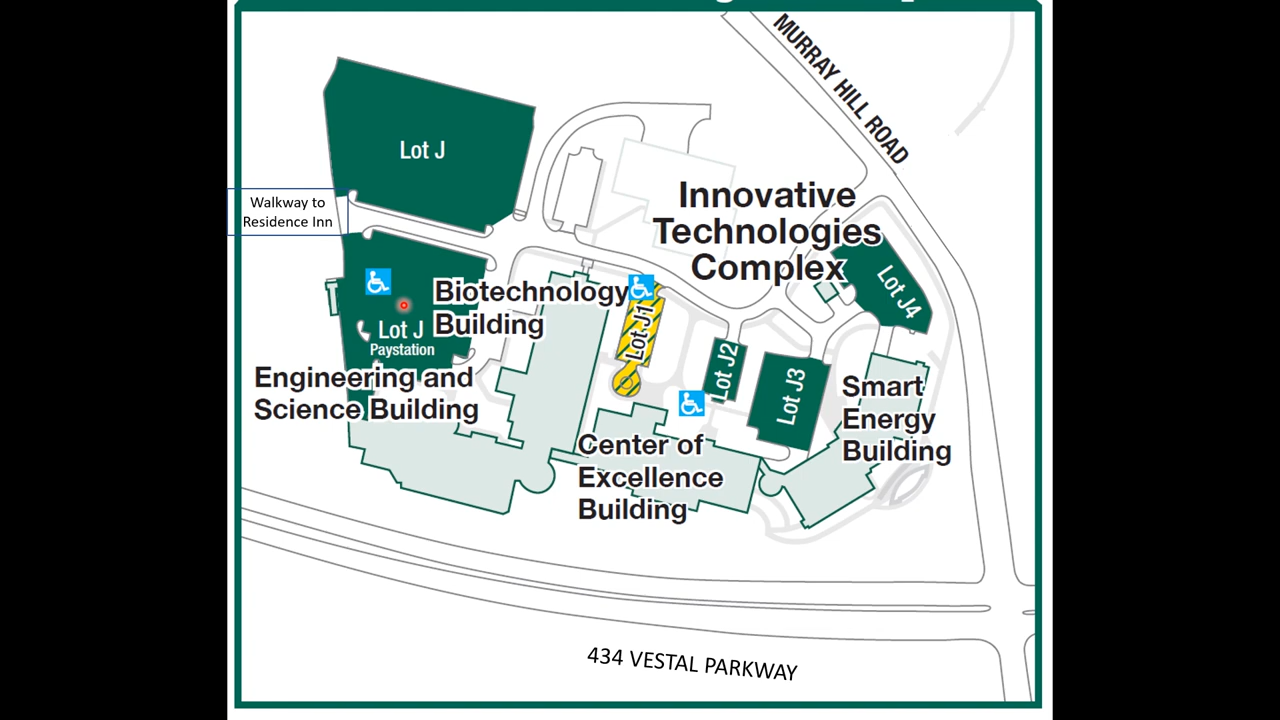 MURRAY HILL ROAD
Lot J
Walkway to
Residence Inn
Innovative
Technologies
Complex
Lot J4
Biotechnology
Building
Lot J1
Lot J
Paystation
Lot J2
Lot J3
Engineering and
Science Building
Smart
Energy
Building
Center of
Excellence
Building
434 VESTAL PARKWAY